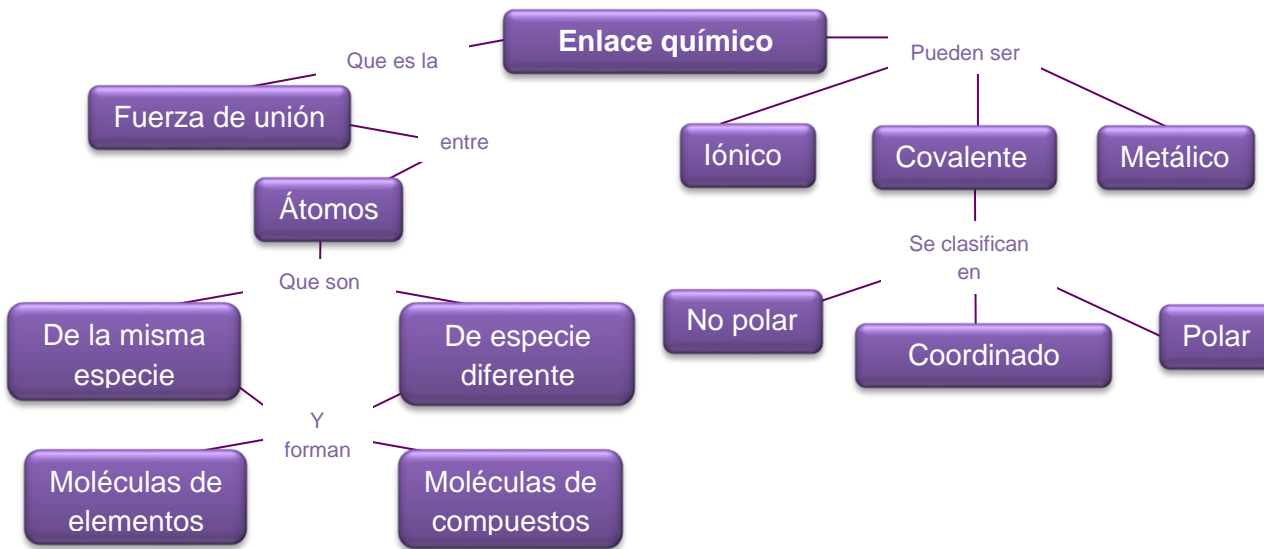 Enlace químico
Que es la
Pueden ser
Fuerza de unión
entre
Iónico
Covalente
Metálico
Átomos
Se clasifican
en
Que son
De la misma
especie
De especie
diferente
No polar
Coordinado
Polar
Y
forman
Moléculas de
elementos
Moléculas de
compuestos